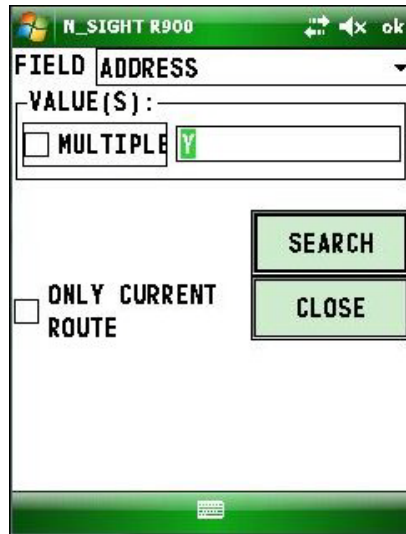 N_SIGHT R900 ok
FIELD ADDRESS
VALUE(S):
MULTIPLE Y
SEARCH
ONLY CURRENT
ROUTE
CLOSE